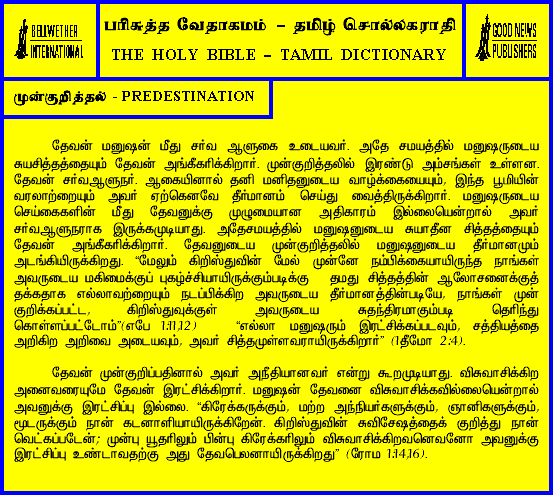 BELLWETHER
INTERNATIONAL
பரிசுத்த வேதாகமம் – தமிழ் சொல்லகராதி
THE HOLY BIBLE – TAMIL DICTIONARY
GOOD NEWS
PUBLISHERS
முன்குறித்தல் - PREDESTINATION
தேவன் மனுஷன் மீது சர்வ ஆளுகை உடையவர். அதே சமயத்தில் மனுஷருடைய
சுயசித்தத்தையும் தேவன் அங்கீகரிக்கிறார். முன்குறித்தலில் இரண்டு அம்சங்கள் உள்ளன.
தேவன் சர்வஆளுநர். ஆகையினால் தனி மனிதனுடைய வாழ்க்கையையும், இந்த பூமியின்
வரலாற்றையும் அவர் ஏற்கெனவே தீர்மானம் செய்து வைத்திருக்கிறார். மனுஷருடைய
செய்கைகளின் மீது தேவனுக்கு முழுமையான அதிகாரம் இல்லையென்றால் அவர்
சர்வஆளுநராக இருக்கமுடியாது. அதேசமயத்தில் மனுஷனுடைய சுயாதீன சித்தத்தையும்
தேவன் அங்கீகரிக்கிறார். தேவனுடைய முன்குறித்தலில் மனுஷனுடைய தீர்மானமும்
அடங்கியிருக்கிறது. “மேலும் கிறிஸ்துவின் மேல் முன்னே நம்பிக்கையாயிருந்த நாங்கள்
அவருடைய மகிமைக்குப் புகழ்ச்சியாயிருக்கும்படிக்கு தமது சித்தத்தின் ஆலோசனைக்குத்
தக்கதாக எல்லாவற்றையும் நடப்பிக்கிற அவருடைய தீர்மானத்தின்படியே, நாங்கள் முன்
குறிக்கப்பட்ட, கிறிஸ்துவுக்குள் அவருடைய சுதந்திரமாகும்படி தெரிந்து
கொள்ளப்பட்டோம்”(எபே 1:11,12) “எல்லா மனுஷரும் இரட்சிக்கப்படவும், சத்தியத்தை
அறிகிற அறிவை அடையவும், அவர் சித்தமுள்ளவராயிருக்கிறார்” (1தீமோ 2:4).
தேவன் முன்குறிப்பதினால் அவர் அநீதியானவர் என்று கூறமுடியாது. விசுவாசிக்கிற
அனைவரையுமே தேவன் இரட்சிக்கிறார். மனுஷன் தேவனை விசுவாசிக்கவில்லையென்றால்
அவனுக்கு இரட்சிப்பு இல்லை. “கிரேக்கருக்கும், மற்ற அந்நியர்களுக்கும், ஞானிகளுக்கும்,
மூடருக்கும் நான் கடனாளியாயிருக்கிறேன். கிறிஸ்துவின் சுவிசேஷத்தைக் குறித்து நான்
வெட்கப்படேன்; முன்பு யூதரிலும் பின்பு கிரேக்கரிலும் விசுவாசிக்கிறவனெவனோ அவனுக்கு
இரட்சிப்பு உண்டாவதற்கு அது தேவபெலனாயிருக்கிறது” (ரோம 1:14,16).